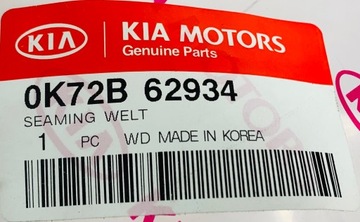 KIA KIA MOTORS
Genuine Parts
0K72B 62934
SEAMING WELT
1 PC WD MADE IN KOREA